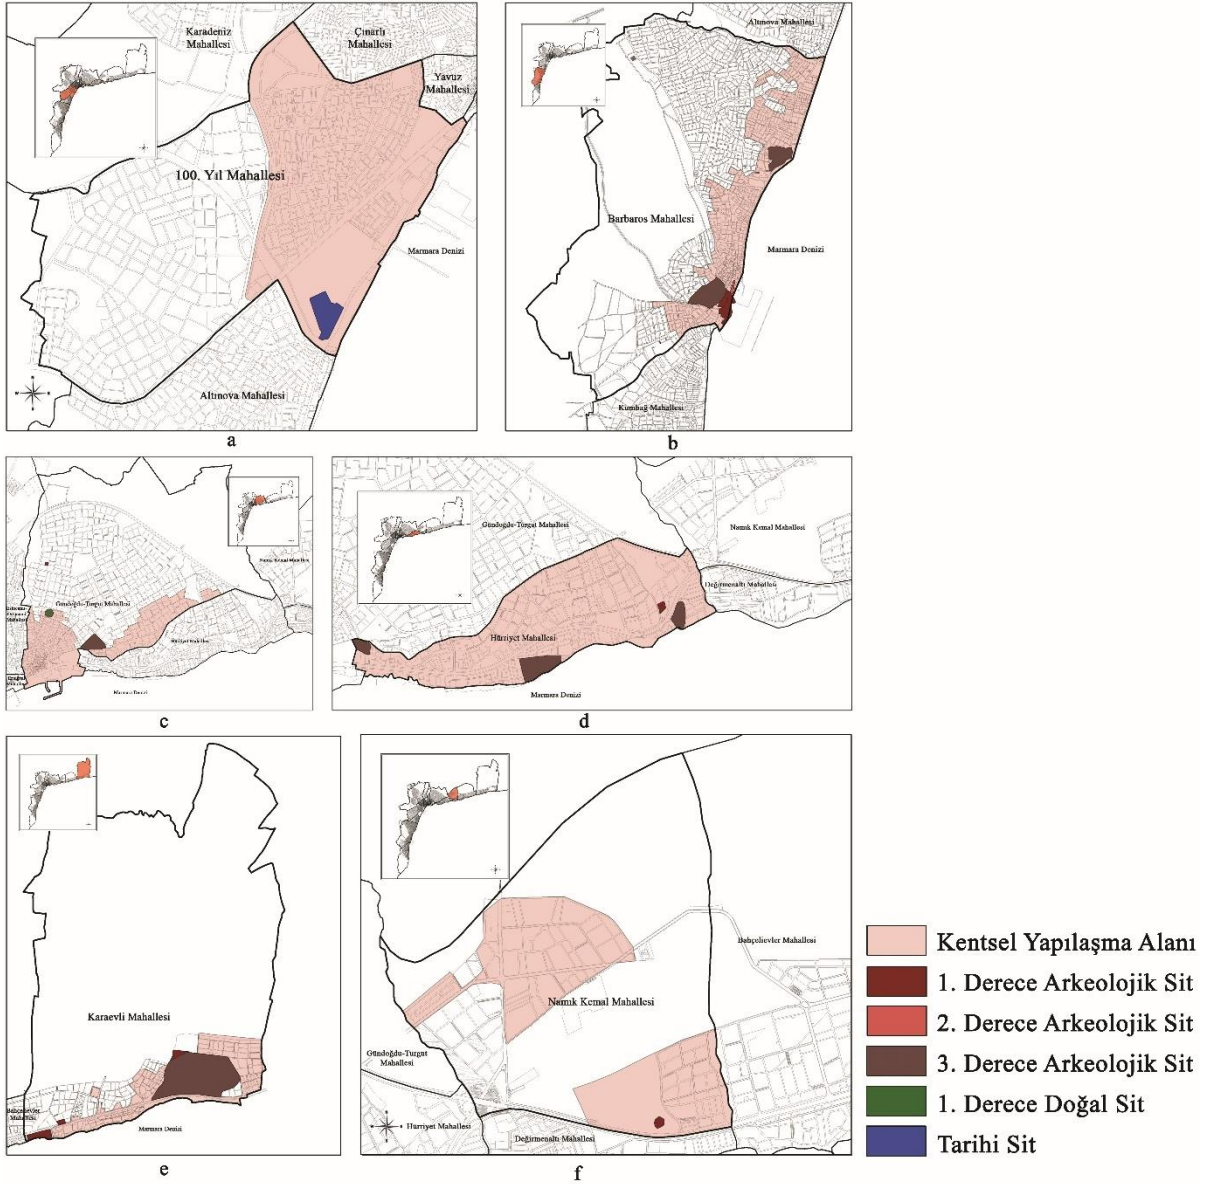 Karadeniz
Mahallesi
Çınarlı
Mahallesi
Yavuz
Mahallesi
100. Yıl Mahallesi
Marmara Denizi
Altınova Mahallesi
a
Altınova Mahallesi
Barbaros Mahallesi
Marmara Denizi
Kumbağ Mahallesi
b
Namık Kemal Mahallesi
Gündoğdu-Turgut Mahallesi
Hürriyet Mahallesi
Marmara Denizi
c
Gündoğdu-Turgut Mahallesi
Namık Kemal Mahallesi
Değirmenaltı Mahallesi
Hürriyet Mahallesi
Marmara Denizi
d
Karaevli Mahallesi
Bahçelievler
Mahallesi
Marmara Denizi
e
Bahçelievler Mahallesi
Namık Kemal Mahallesi
Gündoğdu-Turgut
Mahallesi
Hürriyet Mahallesi
Değirmenaltı Mahallesi
f
Kentsel Yapılaşma Alanı
1. Derece Arkeolojik Sit
2. Derece Arkeolojik Sit
3. Derece Arkeolojik Sit
1. Derece Doğal Sit
Tarihi Sit